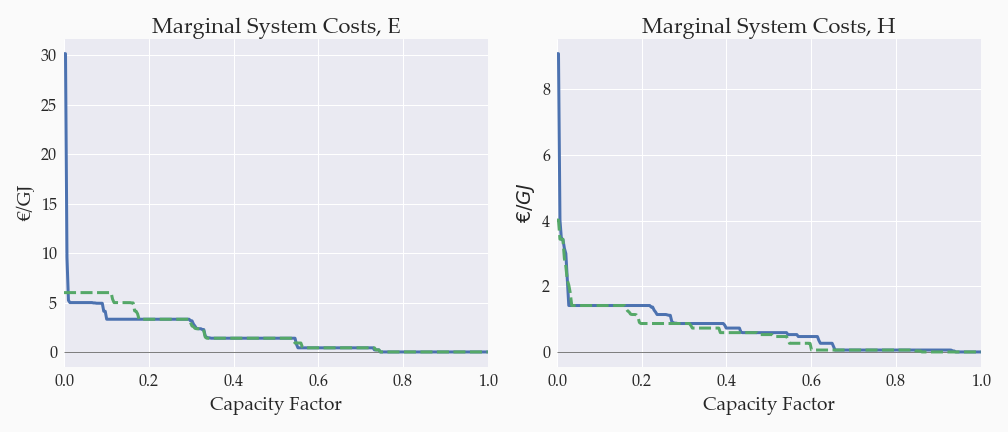 Marginal System Costs, E
€/GJ
30
25
20
15
10
5
0
0.0 0.2 0.4 0.6 0.8 1.0
Capacity Factor
Marginal System Costs, H
€/GJ
8
6
4
2
0
0.0 0.2 0.4 0.6 0.8 1.0
Capacity Factor